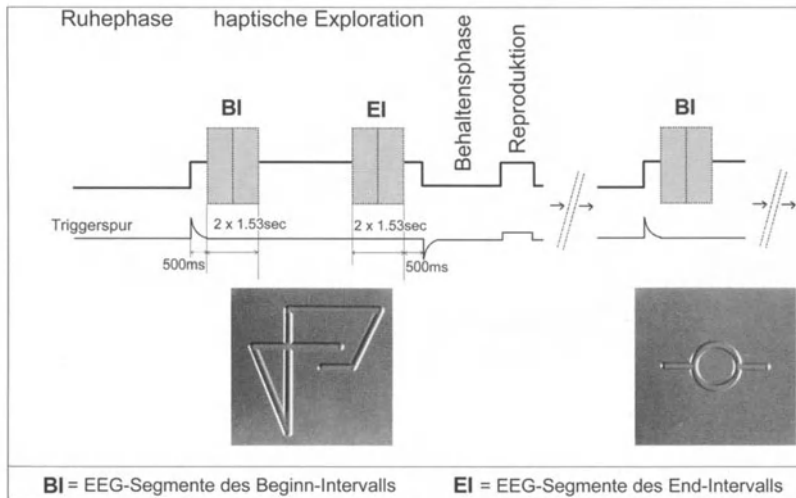 Ruhephase haptische Exploration
Behaltensphase
Reproduktion
BI EI BI
Triggerspur 2 x 1.53sec 2 x 1.53sec
500ms 500ms
BI = EEG-Segmente des Beginn-Intervalls EI = EEG-Segmente des End-Intervalls